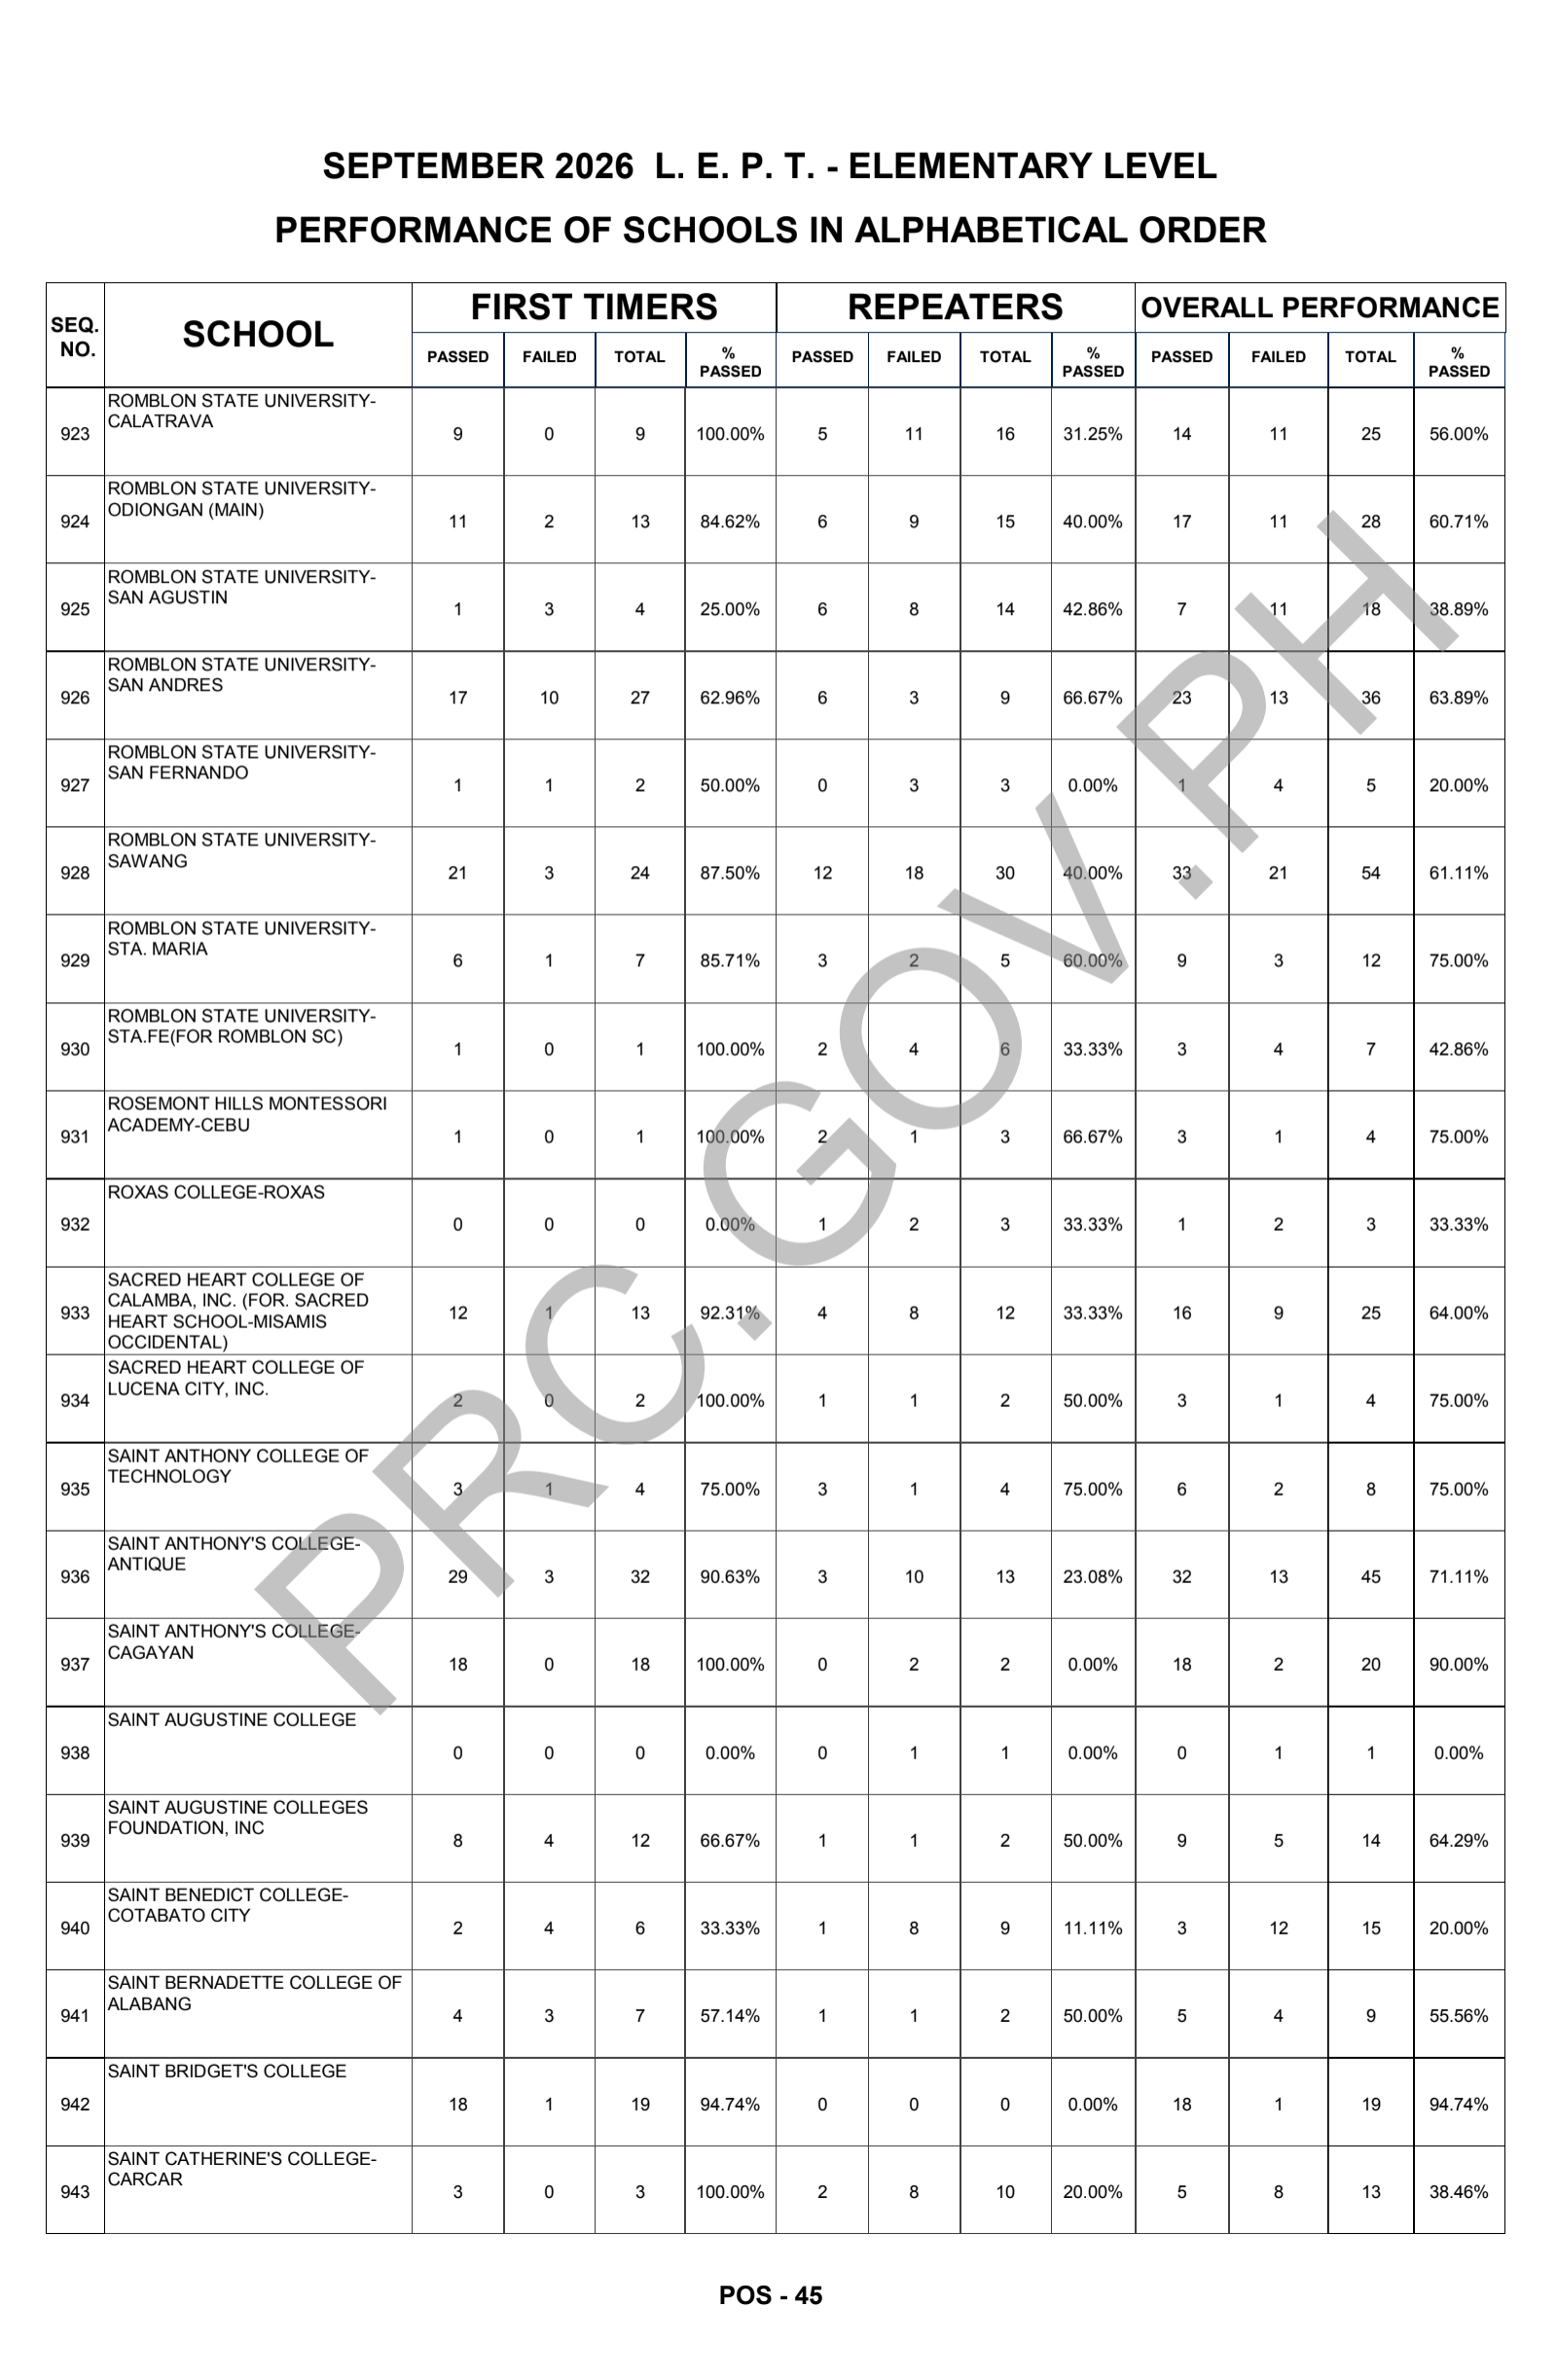 SEPTEMBER 2026 L. E. P. T. - ELEMENTARY LEVEL
PERFORMANCE OF SCHOOLS IN ALPHABETICAL ORDER
SEQ. NO. SCHOOL FIRST TIMERS REPEATERS OVERALL PERFORMANCE
PASSED FAILED TOTAL % PASSED PASSED FAILED TOTAL % PASSED PASSED FAILED TOTAL % PASSED
923 ROMBLON STATE UNIVERSITY-
CALATRAVA 9 0 9 100.00% 5 11 16 31.25% 14 11 25 56.00%
924 ROMBLON STATE UNIVERSITY-
ODIONGAN (MAIN) 11 2 13 84.62% 6 9 15 40.00% 17 11 28 60.71%
925 ROMBLON STATE UNIVERSITY-
SAN AGUSTIN 1 3 4 25.00% 6 8 14 42.86% 7 11 18 38.89%
926 ROMBLON STATE UNIVERSITY-
SAN ANDRES 17 10 27 62.96% 6 3 9 66.67% 23 13 36 63.89%
927 ROMBLON STATE UNIVERSITY-
SAN FERNANDO 1 1 2 50.00% 0 3 3 0.00% 1 4 5 20.00%
928 ROMBLON STATE UNIVERSITY-
SAWANG 21 3 24 87.50% 12 18 30 40.00% 33 21 54 61.11%
929 ROMBLON STATE UNIVERSITY-
STA. MARIA 6 1 7 85.71% 3 2 5 60.00% 9 3 12 75.00%
930 ROMBLON STATE UNIVERSITY-
STA.FE(FOR ROMBLON SC) 1 0 1 100.00% 2 4 6 33.33% 3 4 7 42.86%
931 ROSEMONT HILLS MONTESSORI
ACADEMY-CEBU 1 0 1 100.00% 2 1 3 66.67% 3 1 4 75.00%
932 ROXAS COLLEGE-ROXAS 0 0 0 0.00% 1 2 3 33.33% 1 2 3 33.33%
933 SACRED HEART COLLEGE OF
CALAMBA, INC. (FOR. SACRED
HEART SCHOOL-MISAMIS
OCCIDENTAL) 12 1 13 92.31% 4 8 12 33.33% 16 9 25 64.00%
934 SACRED HEART COLLEGE OF
LUCENA CITY, INC. 2 0 2 100.00% 1 1 2 50.00% 3 1 4 75.00%
935 SAINT ANTHONY COLLEGE OF
TECHNOLOGY 3 1 4 75.00% 3 1 4 75.00% 6 2 8 75.00%
936 SAINT ANTHONY'S COLLEGE-
ANTIQUE 29 3 32 90.63% 3 10 13 23.08% 32 13 45 71.11%
937 SAINT ANTHONY'S COLLEGE-
CAGAYAN 18 0 18 100.00% 0 2 2 0.00% 18 2 20 90.00%
938 SAINT AUGUSTINE COLLEGE 0 0 0 0.00% 0 1 1 0.00% 0 1 1 0.00%
939 SAINT AUGUSTINE COLLEGES
FOUNDATION, INC 8 4 12 66.67% 1 1 2 50.00% 9 5 14 64.29%
940 SAINT BENEDICT COLLEGE-
COTABATO CITY 2 4 6 33.33% 1 8 9 11.11% 3 12 15 20.00%
941 SAINT BERNADETTE COLLEGE OF
ALABANG 4 3 7 57.14% 1 1 2 50.00% 5 4 9 55.56%
942 SAINT BRIDGET'S COLLEGE 18 1 19 94.74% 0 0 0 0.00% 18 1 19 94.74%
943 SAINT CATHERINE'S COLLEGE-
CARCAR 3 0 3 100.00% 2 8 10 20.00% 5 8 13 38.46%
PRC.GOV.PH
POS - 45